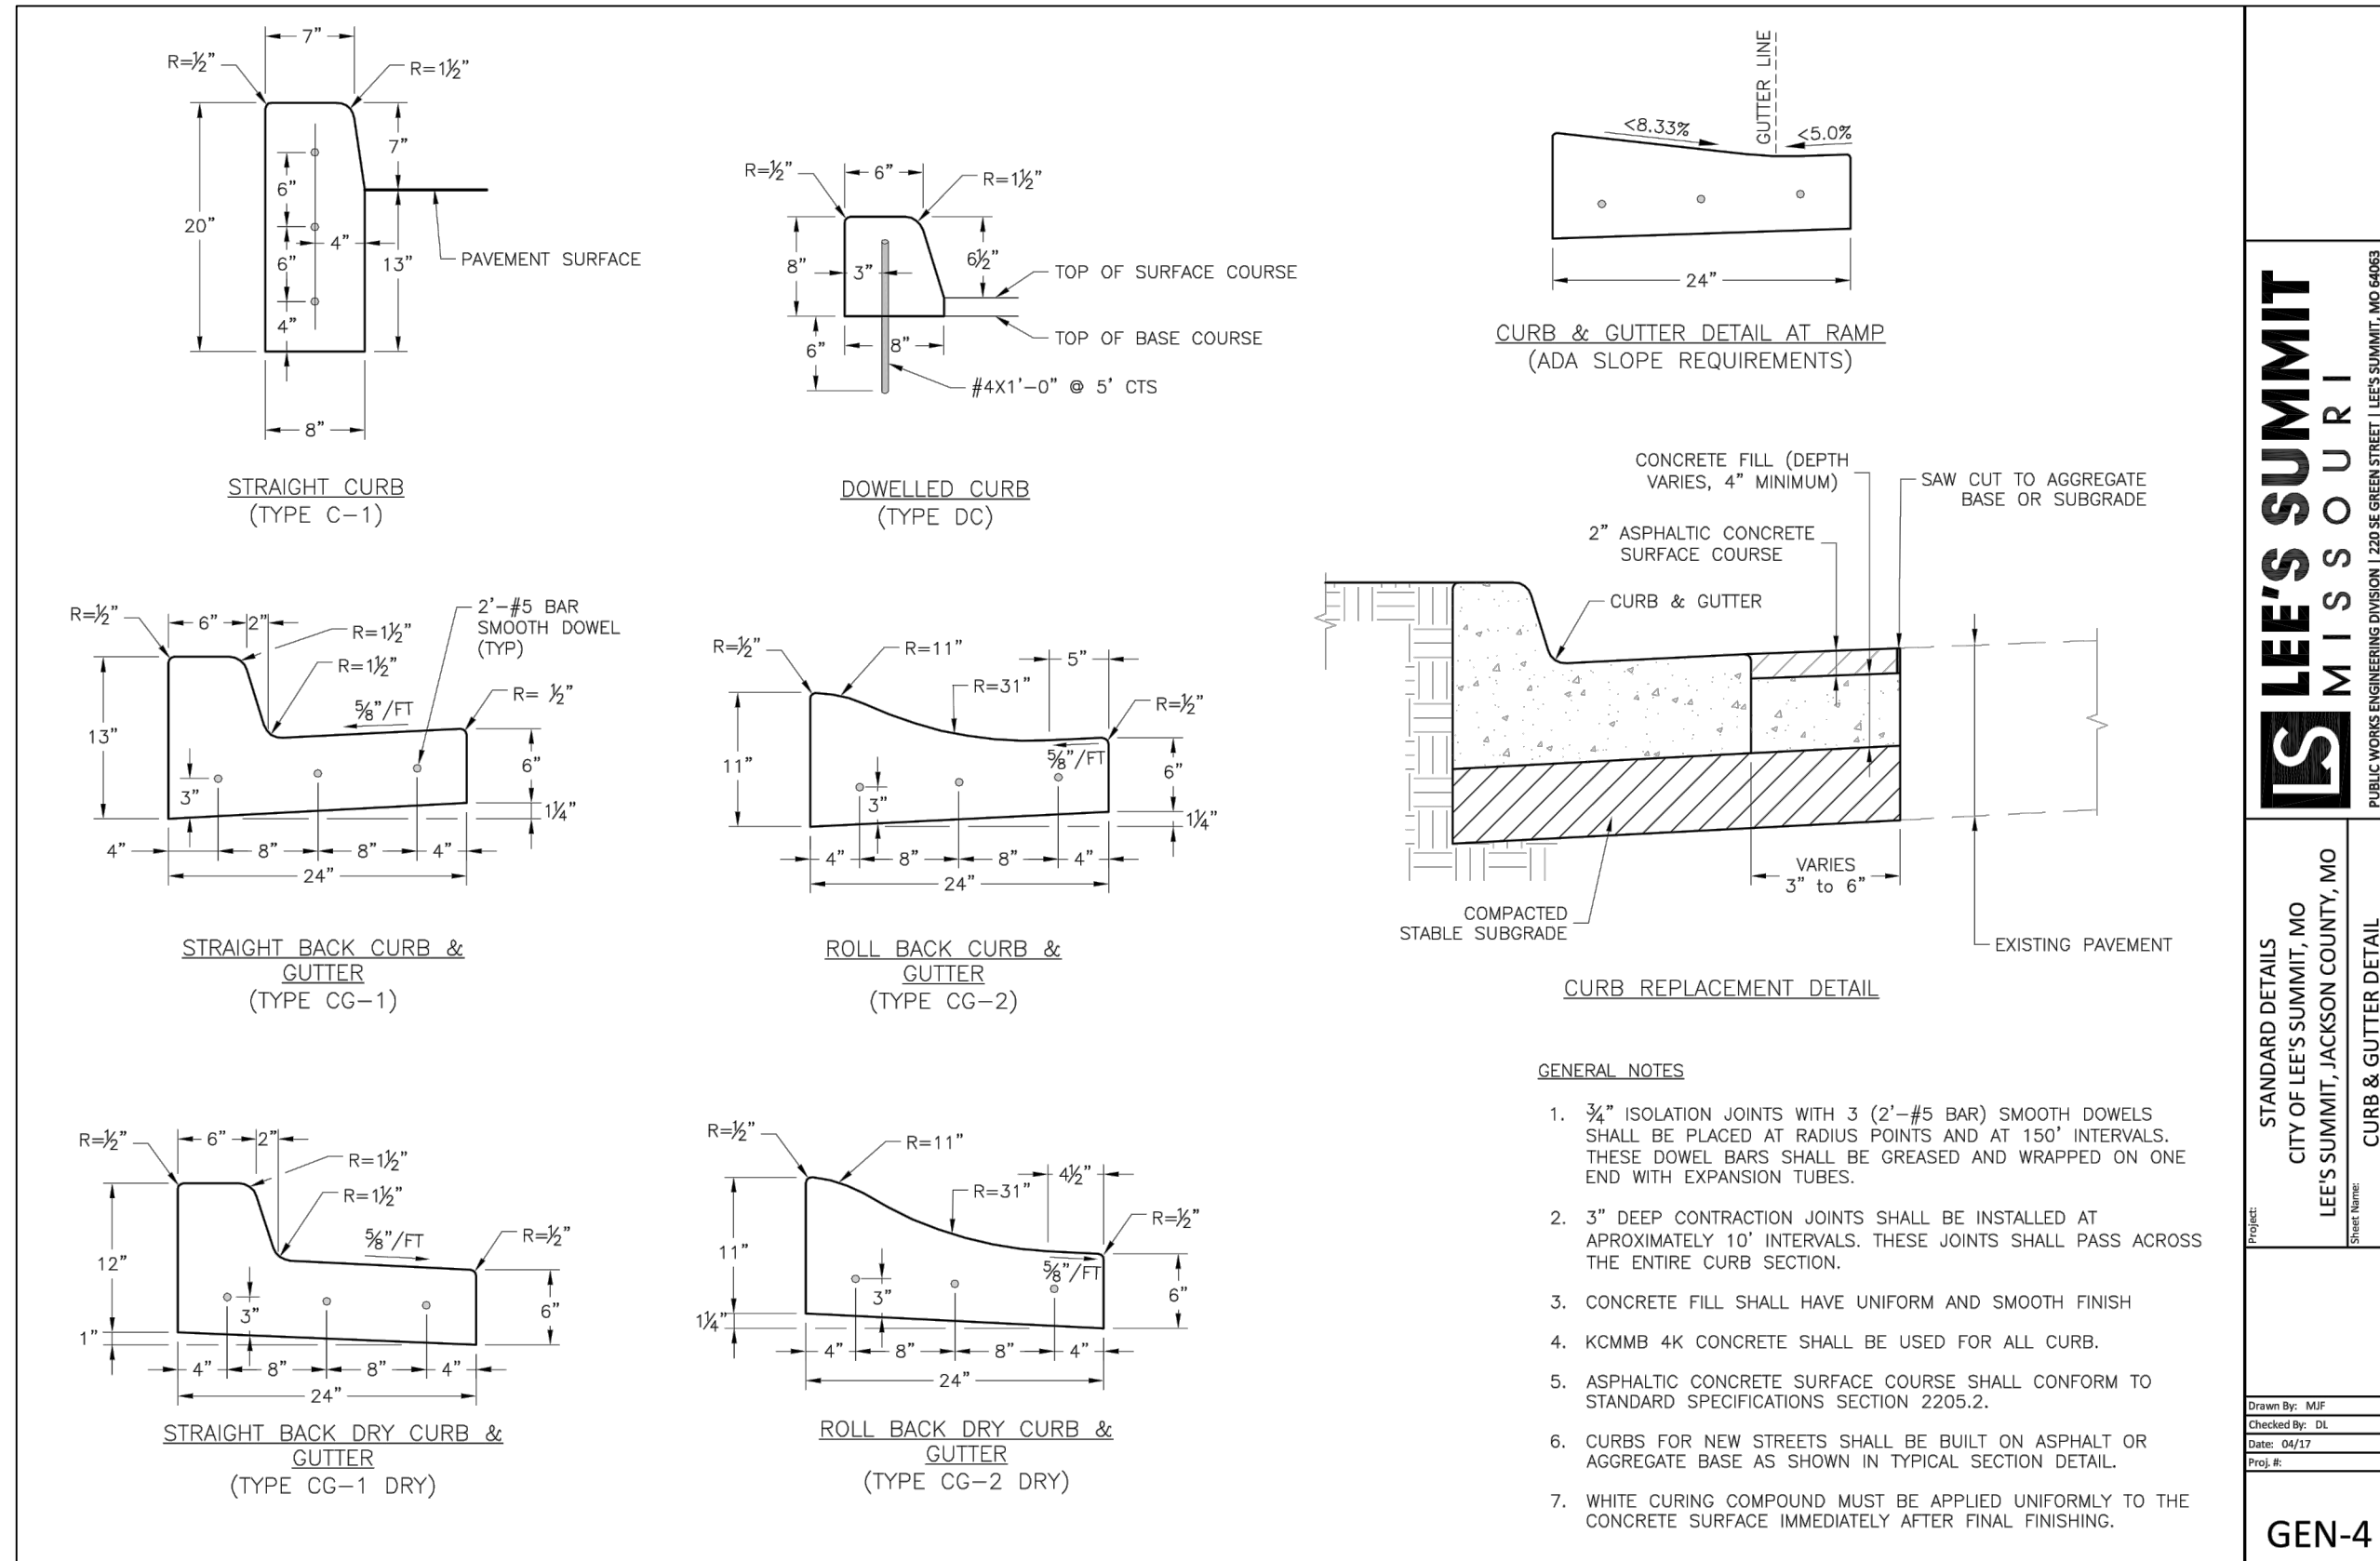 7"
R=½"
R=1½"
7"
6"
20"
4"
6"
13"
4"
PAVEMENT SURFACE
8"
STRAIGHT CURB
(TYPE C-1)
R=½"
6"
R=1½"
8"
3"
6½"
TOP OF SURFACE COURSE
TOP OF BASE COURSE
6"
8"
#4X1'-0" @ 5' CTS
DOWELLED CURB
(TYPE DC)
GUTTER LINE
<8.33%
<5.0%
24"
CURB & GUTTER DETAIL AT RAMP
(ADA SLOPE REQUIREMENTS)
R=½"
6"
2"
R=1½"
R=1½"
2'-#5 BAR
SMOOTH DOWEL
(TYP)
R= ½"
⅝"/FT
13"
3"
6"
1¼"
4"
8"
8"
4"
24"
STRAIGHT BACK CURB &
GUTTER
(TYPE CG-1)
R=½"
R=11"
R=31"
5"
R=½"
11"
⅝"/FT
3"
6"
1¼"
4"
8"
8"
4"
24"
ROLL BACK CURB &
GUTTER
(TYPE CG-2)
CONCRETE FILL (DEPTH
VARIES, 4" MINIMUM)
SAW CUT TO AGGREGATE
BASE OR SUBGRADE
2" ASPHALTIC CONCRETE
SURFACE COURSE
CURB & GUTTER
VARIES
3" to 6"
COMPACTED
STABLE SUBGRADE
EXISTING PAVEMENT
CURB REPLACEMENT DETAIL
R=½"
6"
2"
R=1½"
R=1½"
⅝"/FT
R=½"
12"
3"
6"
1"
4"
8"
8"
4"
24"
STRAIGHT BACK DRY CURB &
GUTTER
(TYPE CG-1 DRY)
R=½"
R=11"
R=31"
4½"
R=½"
11"
⅝"/FT
3"
6"
1¼"
4"
8"
8"
4"
24"
ROLL BACK DRY CURB &
GUTTER
(TYPE CG-2 DRY)
GENERAL NOTES
1. ¾" ISOLATION JOINTS WITH 3 (2'-#5 BAR) SMOOTH DOWELS
SHALL BE PLACED AT RADIUS POINTS AND AT 150' INTERVALS.
THESE DOWEL BARS SHALL BE GREASED AND WRAPPED ON ONE
END WITH EXPANSION TUBES.
2. 3" DEEP CONTRACTION JOINTS SHALL BE INSTALLED AT
APROXIMATELY 10' INTERVALS. THESE JOINTS SHALL PASS ACROSS
THE ENTIRE CURB SECTION.
3. CONCRETE FILL SHALL HAVE UNIFORM AND SMOOTH FINISH
4. KCMMB 4K CONCRETE SHALL BE USED FOR ALL CURB.
5. ASPHALTIC CONCRETE SURFACE COURSE SHALL CONFORM TO
STANDARD SPECIFICATIONS SECTION 2205.2.
6. CURBS FOR NEW STREETS SHALL BE BUILT ON ASPHALT OR
AGGREGATE BASE AS SHOWN IN TYPICAL SECTION DETAIL.
7. WHITE CURING COMPOUND MUST BE APPLIED UNIFORMLY TO THE
CONCRETE SURFACE IMMEDIATELY AFTER FINAL FINISHING.
LS LEE'S SUMMIT
MISSOURI
PUBLIC WORKS ENGINEERING DIVISION | 220 SE GREEN STREET | LEE'S SUMMIT, MO 64063
Project:
STANDARD DETAILS
CITY OF LEE'S SUMMIT, MO
LEE'S SUMMIT, JACKSON COUNTY, MO
Sheet Name:
CURB & GUTTER DETAIL
Drawn By: MJF
Checked By: DL
Date: 04/17
Proj. #:
GEN-4